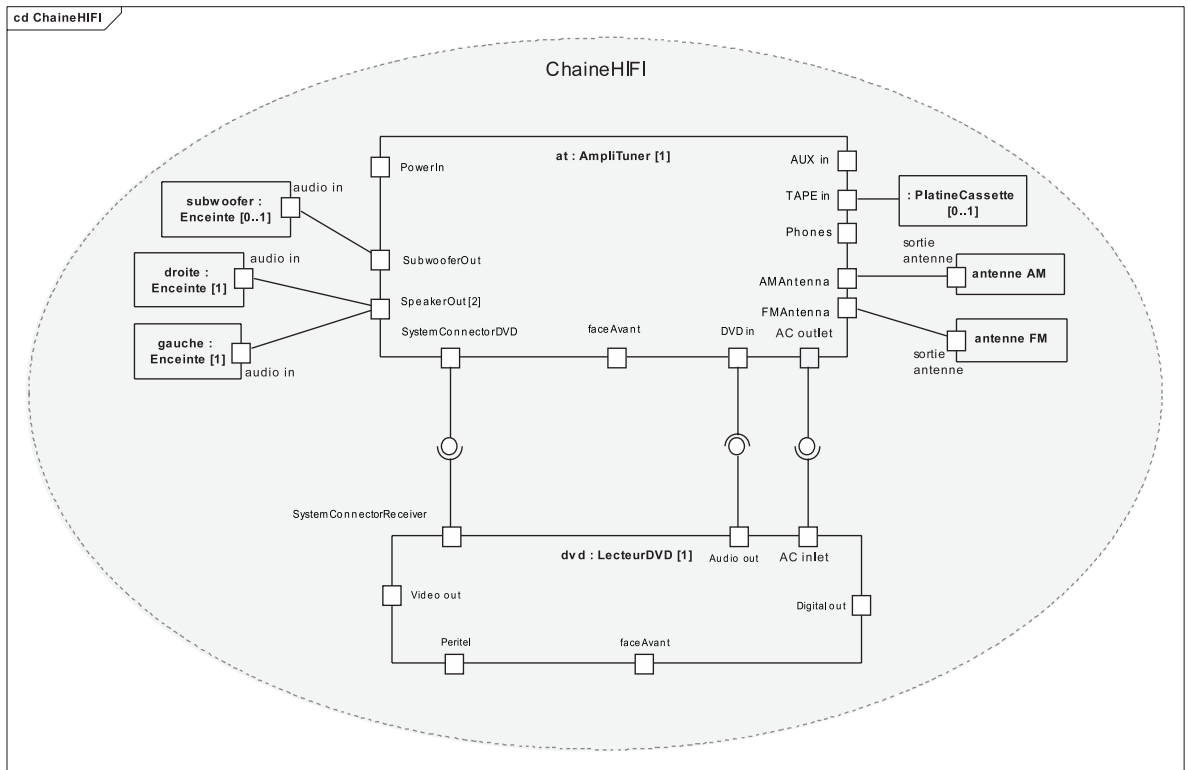 cd ChaineHIFI
ChaineHIFI
at : AmpliTuner [1]
PowerIn
SubwooferOut
SpeakerOut [2]
SystemConnectorDVD
faceAvant
DVD in
AC outlet
AUX in
TAPE in
Phones
AMAntenna
FMAntenna
audio in
subwoofer :
Enceinte [0..1]
audio in
droite :
Enceinte [1]
gauche :
Enceinte [1]
audio in
: PlatineCassette
[0..1]
sortie
antenne
antenne AM
antenne FM
sortie
antenne
SystemConnectorReceiver
dvd : LecteurDVD [1]
Audio out
AC inlet
Video out
Digital out
Peritel
faceAvant